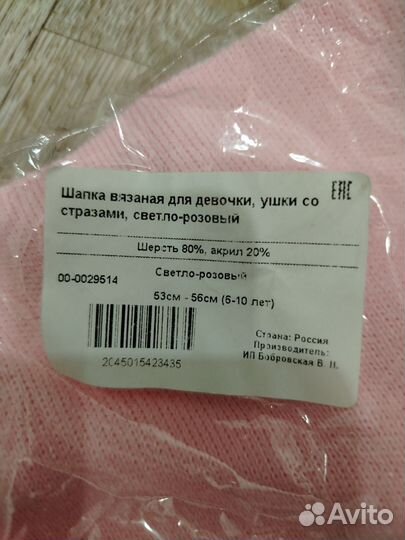 Шапка вязаная для девочки, ушки со
стразами, светло-розовый
EAC
Шерсть 80%, акрил 20%
00-0029514
Светло-розовый
53см - 56см (6-10 лет)
2045015423435
Страна: Россия
Производитель:
ИП Бобровская В. Н.
Avito